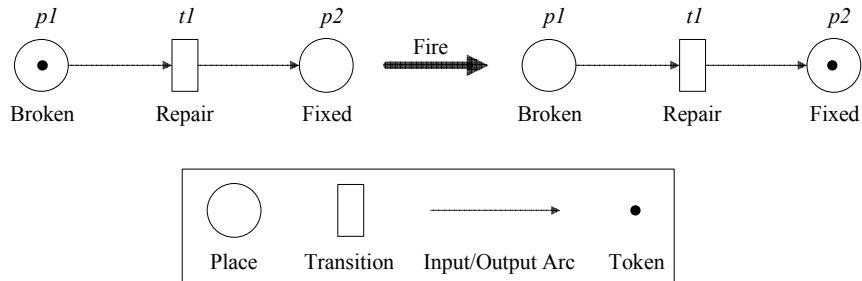 p1 t1 p2 p1 t1 p2
Fire
Broken Repair Fixed Broken Repair Fixed
Place Transition Input/Output Arc Token